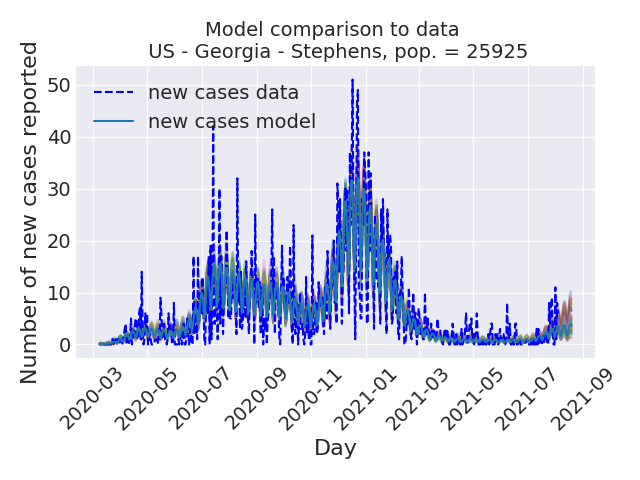 Model comparison to data
US - Georgia - Stephens, pop. = 25925
Number of new cases reported
50
40
30
20
10
0
new cases data
new cases model
2020-03
2020-05
2020-07
2020-09
2020-11
2021-01
2021-03
2021-05
2021-07
2021-09
Day